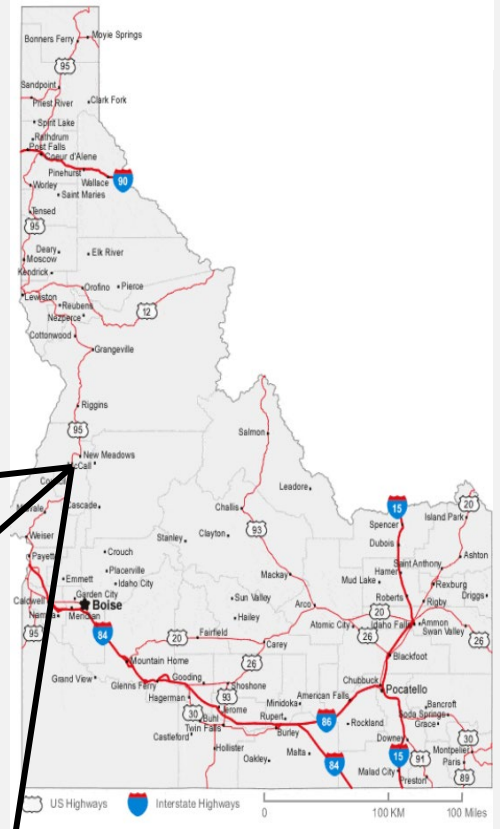 Bonners Ferry
Moyie Springs
95
Sandpoint
Priest River
Clark Fork
Spirit Lake
Rathdrum
Post Falls
Coeur d'Alene
Pinehurst
Wallace
90
Worley
Saint Maries
Tensed
95
Deary
Elk River
Moscow
Kendrick
Orofino
Pierce
Lewiston
Reubens
12
Nezperce
Cottonwood
Grangeville
Riggins
95
Salmon
New Meadows
McCall
Leadore
Cascade
Challis
15
20
Spencer
Island Park
93
Weiser
Stanley
Clayton
Dubois
Crouch
Ashton
Payette
Saint Anthony
Placerville
Mackay
Hamer
Emmett
Idaho City
Mud Lake
Rexburg
Garden City
Sun Valley
Roberts
Rigby
Driggs
Caldwell
Boise
Arco
20
Nampa
Meridian
Hailey
Atomic City
Idaho Falls
Ammon
95
84
20
Fairfield
26
Swan Valley
26
Carey
Blackfoot
Mountain Home
26
Grand View
Glenns Ferry
Gooding
Shoshone
Chubbuck
Pocatello
Hagerman
93
American Falls
Jerome
Minidoka
Bancroft
30
Buhl
Rupert
86
Rockland
Soda Springs
Grace
Twin Falls
Burley
Castleford
Downey
30
Hollister
Malta
15
91
Montpelier
Oakley
84
Paris
Malad City
Preston
89
US Highways
Interstate Highways
0
100 KM
100 Miles